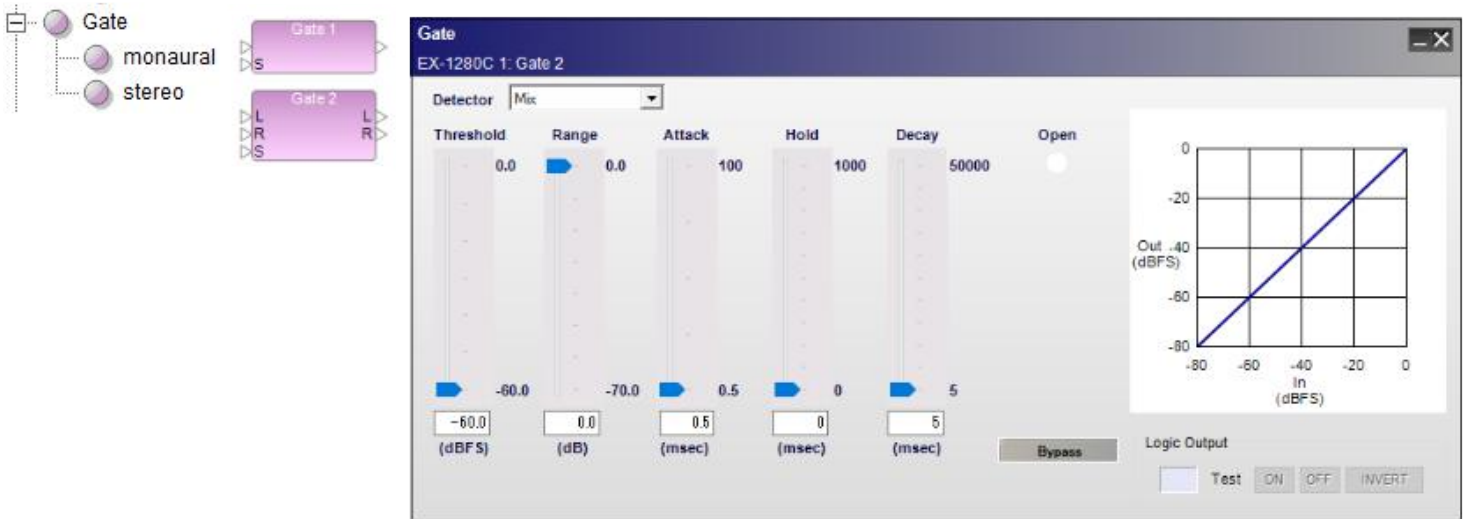 Gate
monaural
stereo
Gate 1
S
Gate 2
L L
R R
S
Gate
EX-1280C 1: Gate 2
Detector Mix
Threshold Range Attack Hold Decay Open
0.0 0.0 100 1000 50000
-60.0 -70.0 0.5 0 5
-60.0 0.0 0.5 0 5
(dBFS) (dB) (msec) (msec) (msec)
Bypass
0
-20
Out -40
(dBFS)
-60
-80
-80 -60 -40 -20 0
In
(dBFS)
Logic Output
Test ON OFF INVERT